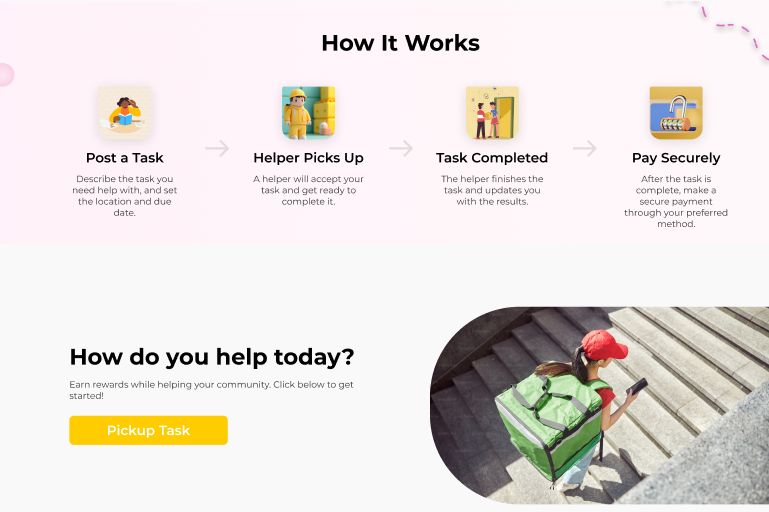 How It Works
Post a Task
Describe the task you
need help with, and set
the location and due
date.
Helper Picks Up
A helper will accept your
task and get ready to
complete it.
Task Completed
The helper finishes the
task and updates you
with the results.
Pay Securely
After the task is
complete, make a
secure payment
through your preferred
method.
How do you help today?
Earn rewards while helping your community. Click below to get
started!
Pickup Task